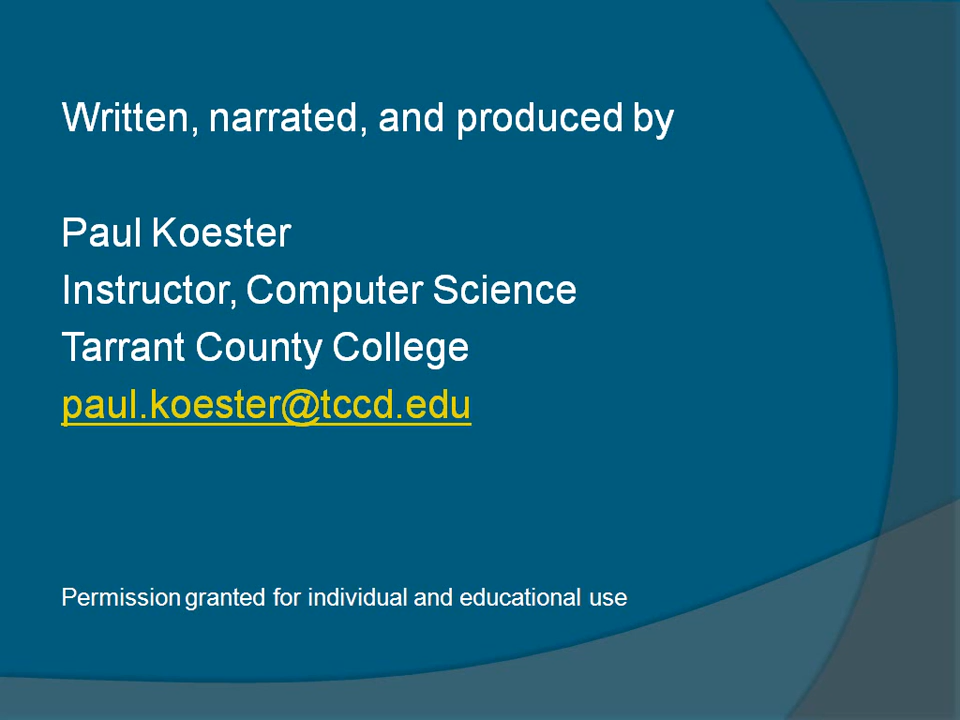 Written, narrated, and produced by
Paul Koester
Instructor, Computer Science
Tarrant County College
paul.koester@tccd.edu
Permission granted for individual and educational use